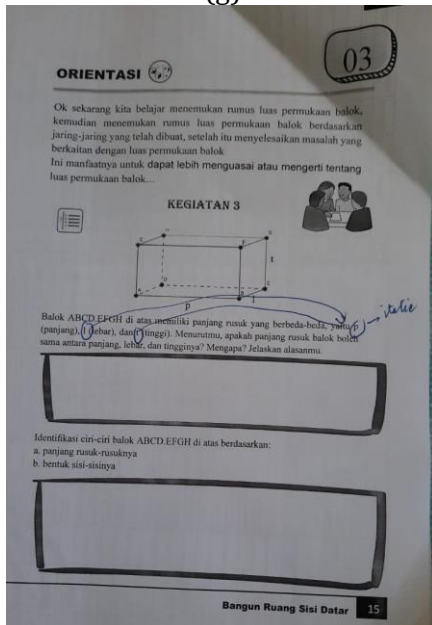 (g)
03
ORIENTASI
Ok sekarang kita belajar menemukan rumus luas permukaan balok,
kemudian menemukan rumus luas permukaan balok berdasarkan
jaring-jaring yang telah dibuat, setelah itu menyelesaikan masalah yang
berkaitan dengan luas permukaan balok
Ini manfaatnya untuk dapat lebih menguasai atau mengerti tentang
luas permukaan balok...
KEGIATAN 3
t
p
l
Balok ABCD.EFGH di atas memiliki panjang rusuk yang berbeda-beda, yaitu p
(panjang), l (lebar), dan t (tinggi). Menurutmu, apakah panjang rusuk balok boleh
sama antara panjang, lebar, dan tingginya? Mengapa? Jelaskan alasanmu.
italic
Identifikasi ciri-ciri balok ABCD.EFGH di atas berdasarkan:
a. panjang rusuk-rusuknya
b. bentuk sisi-sisinya
Bangun Ruang Sisi Datar 15